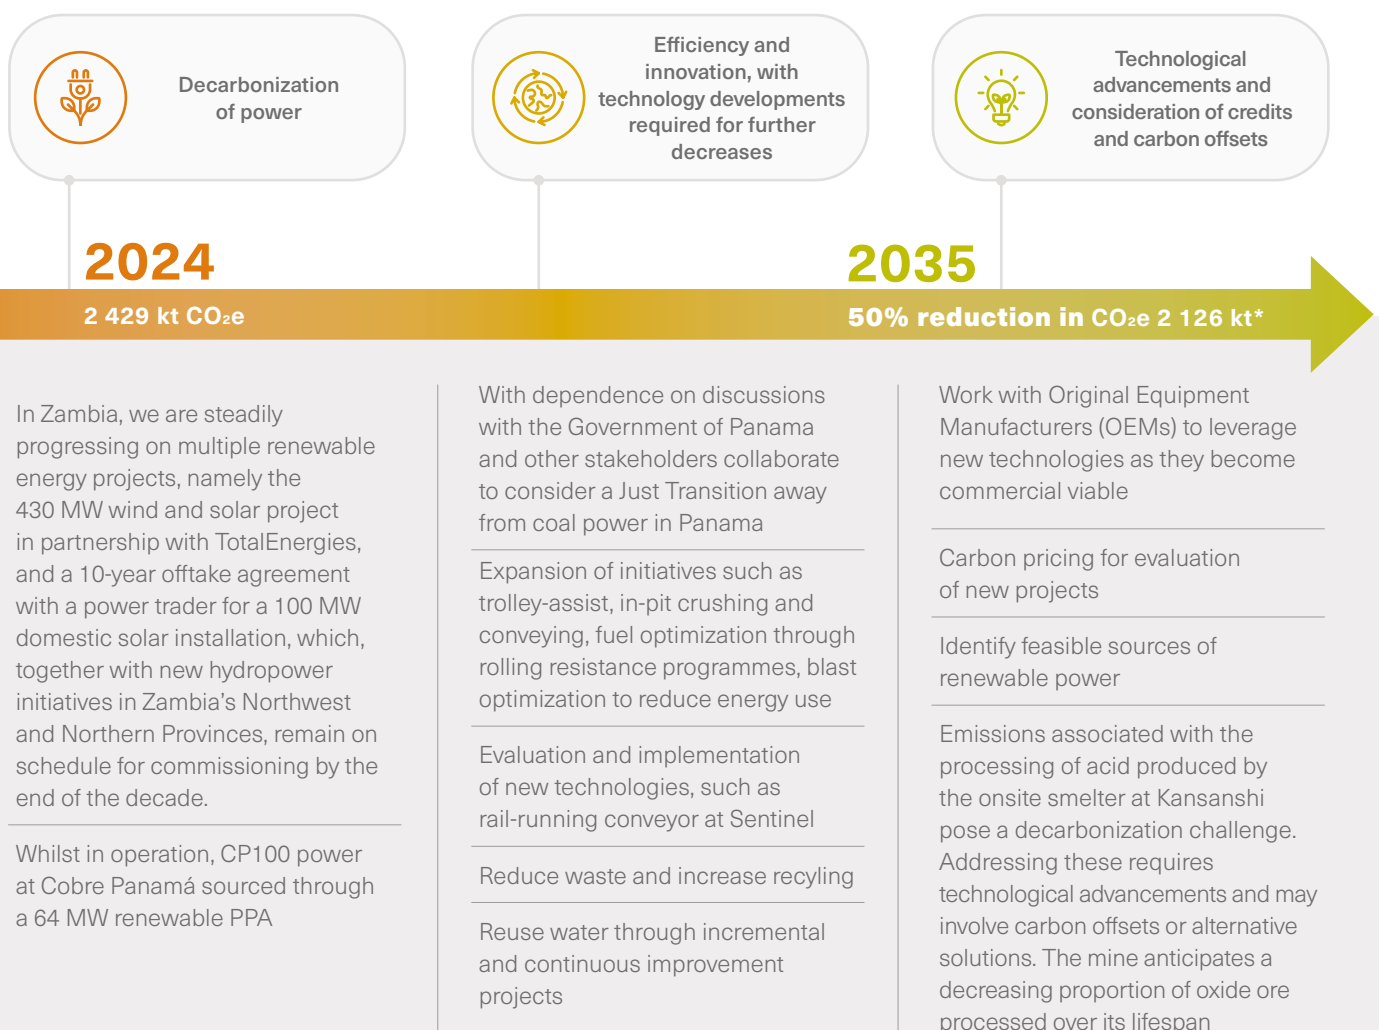 Decarbonization
of power
Efficiency and
innovation, with
technology developments
required for further
decreases
Technological
advancements and
consideration of credits
and carbon offsets
2024
2035
2 429 kt CO₂e
50% reduction in CO₂e 2 126 kt*
In Zambia, we are steadily
progressing on multiple renewable
energy projects, namely the
430 MW wind and solar project
in partnership with TotalEnergies,
and a 10-year offtake agreement
with a power trader for a 100 MW
domestic solar installation, which,
together with new hydropower
initiatives in Zambia's Northwest
and Northern Provinces, remain on
schedule for commissioning by the
end of the decade.
Whilst in operation, CP100 power
at Cobre Panamá sourced through
a 64 MW renewable PPA
With dependence on discussions
with the Government of Panama
and other stakeholders collaborate
to consider a Just Transition away
from coal power in Panama
Expansion of initiatives such as
trolley-assist, in-pit crushing and
conveying, fuel optimization through
rolling resistance programmes, blast
optimization to reduce energy use
Evaluation and implementation
of new technologies, such as
rail-running conveyor at Sentinel
Reduce waste and increase recyling
Reuse water through incremental
and continuous improvement
projects
Work with Original Equipment
Manufacturers (OEMs) to leverage
new technologies as they become
commercial viable
Carbon pricing for evaluation
of new projects
Identify feasible sources of
renewable power
Emissions associated with the
processing of acid produced by
the onsite smelter at Kansanshi
pose a decarbonization challenge.
Addressing these requires
technological advancements and may
involve carbon offsets or alternative
solutions. The mine anticipates a
decreasing proportion of oxide ore
processed over its lifespan